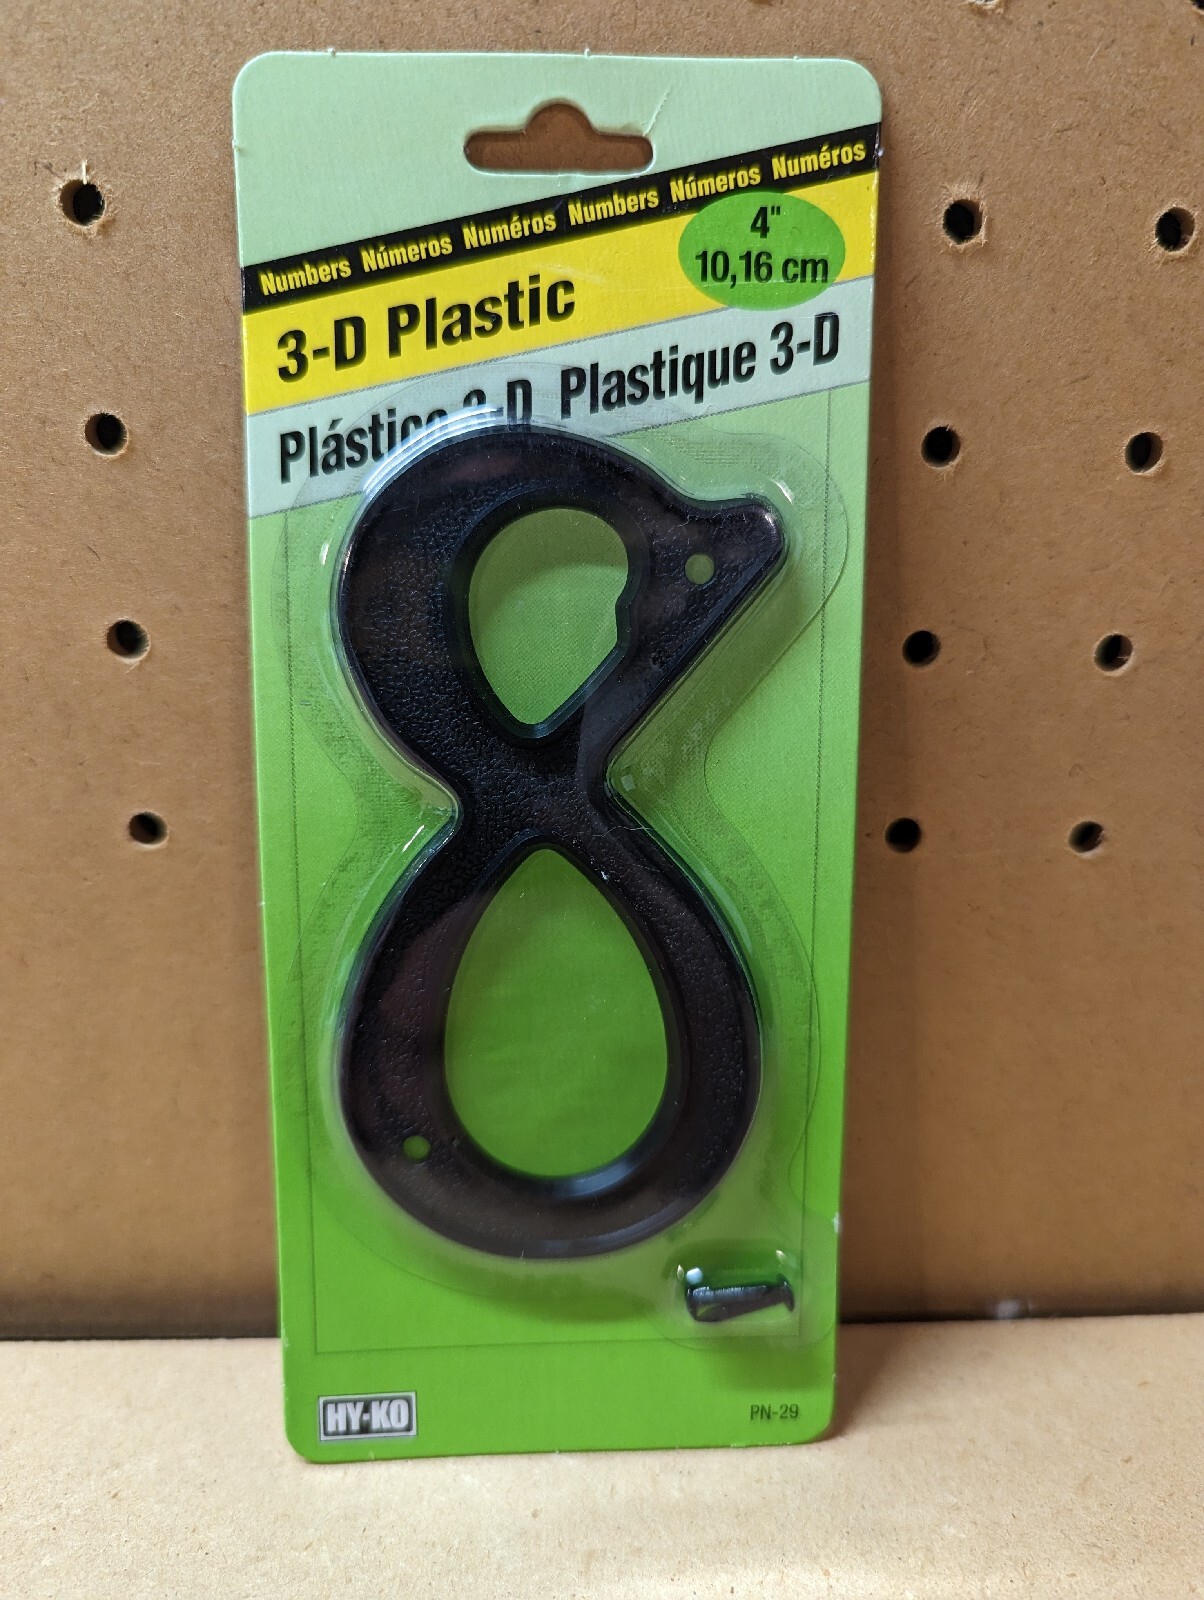 Numbers Números Numéros Numbers Números Numéros
4"
10,16 cm
3-D Plastic
Plástico 3-D Plastique 3-D
8
HY-KO
PN-29